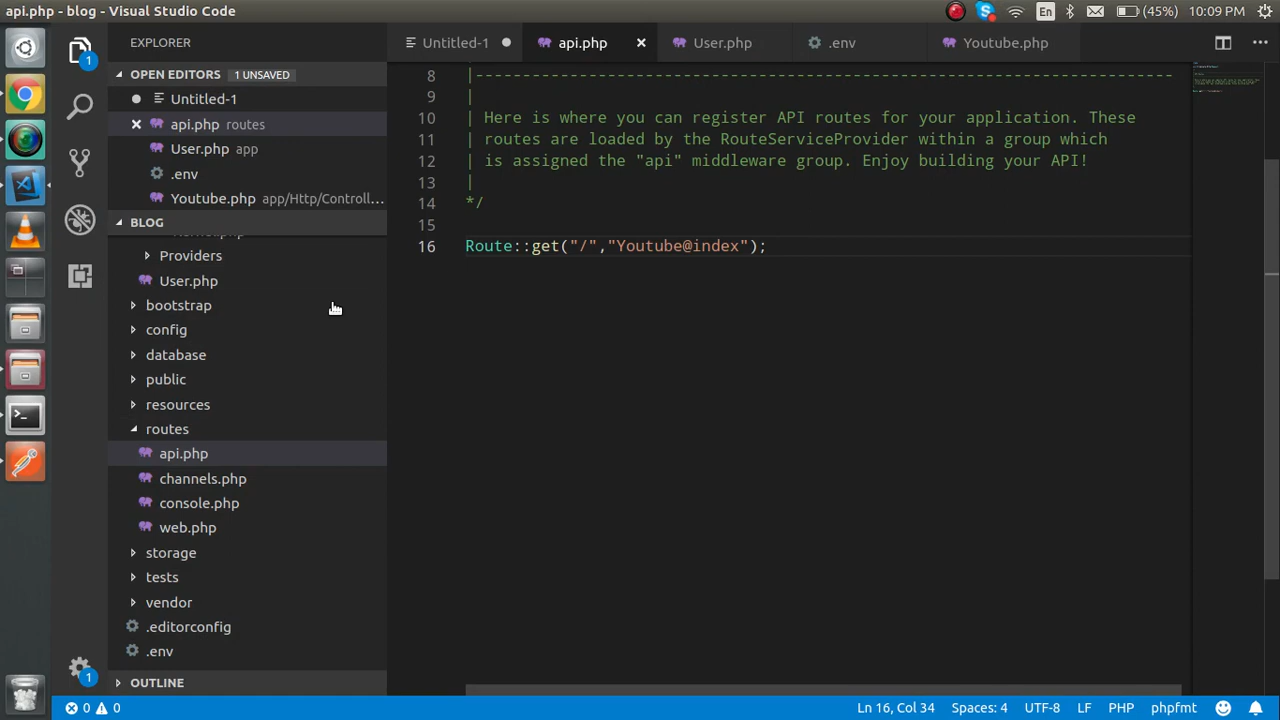 api.php - blog - Visual Studio Code
En
(45%)
10:09 PM
EXPLORER
OPEN EDITORS
1 UNSAVED
Untitled-1
api.php routes
User.php app
.env
Youtube.php app/Http/Controll...
BLOG
Providers
User.php
bootstrap
config
database
public
resources
routes
api.php
channels.php
console.php
web.php
storage
tests
vendor
.editorconfig
.env
OUTLINE
1
1
Untitled-1
api.php
User.php
.env
Youtube.php
8 |--------------------------------------------------------------------------
9 |
10 | Here is where you can register API routes for your application. These
11 | routes are loaded by the RouteServiceProvider within a group which
12 | is assigned the "api" middleware group. Enjoy building your API!
13 |
14 */
15
16 Route::get("/","Youtube@index");
0 0
Ln 16, Col 34
Spaces: 4
UTF-8
LF
PHP
phpfmt